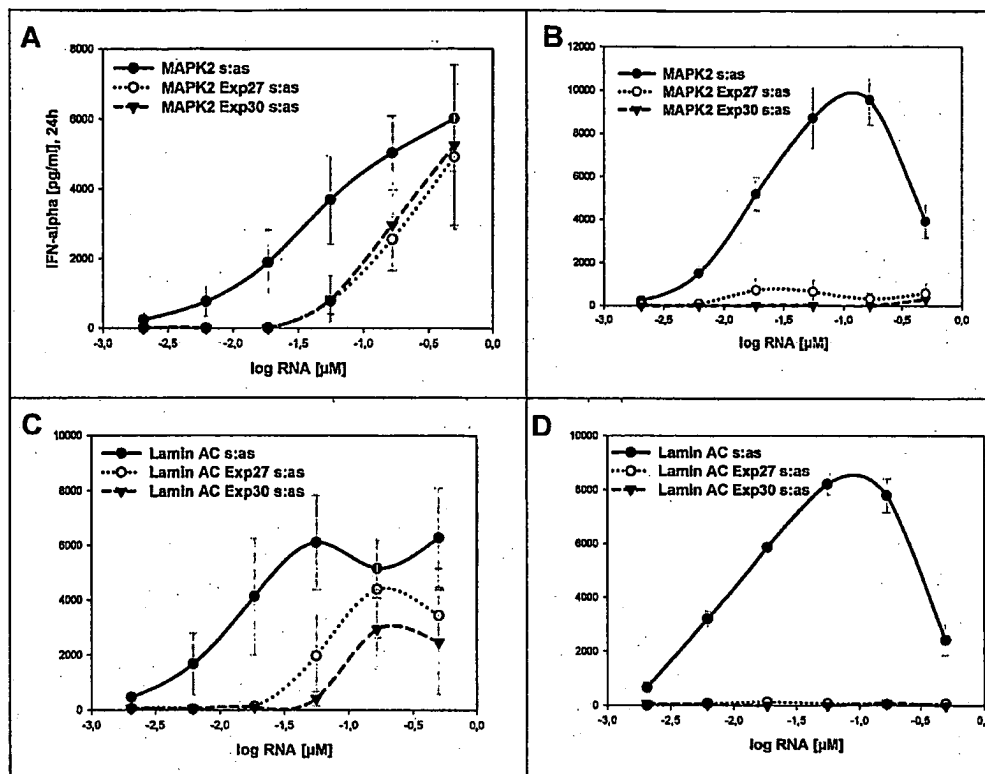 A
IFN-alpha [pg/ml], 24h
8000
6000
4000
2000
0
MAPK2 s:as
MAPK2 Exp27 s:as
MAPK2 Exp30 s:as
-3,0 -2,5 -2,0 -1,5 -1,0 -0,5 0,0
log RNA [µM]
B
12000
10000
8000
6000
4000
2000
0
MAPK2 s:as
MAPK2 Exp27 s:as
MAPK2 Exp30 s:as
-3,0 -2,5 -2,0 -1,5 -1,0 -0,5 0,0
log RNA [µM]
C
10000
8000
6000
4000
2000
0
Lamin AC s:as
Lamin AC Exp27 s:as
Lamin AC Exp30 s:as
-3,0 -2,5 -2,0 -1,5 -1,0 -0,5 0,0
log RNA [µM]
D
10000
8000
6000
4000
2000
0
Lamin AC s:as
Lamin AC Exp27 s:as
Lamin AC Exp30 s:as
-3,0 -2,5 -2,0 -1,5 -1,0 -0,5 0,0
log RNA [µM]